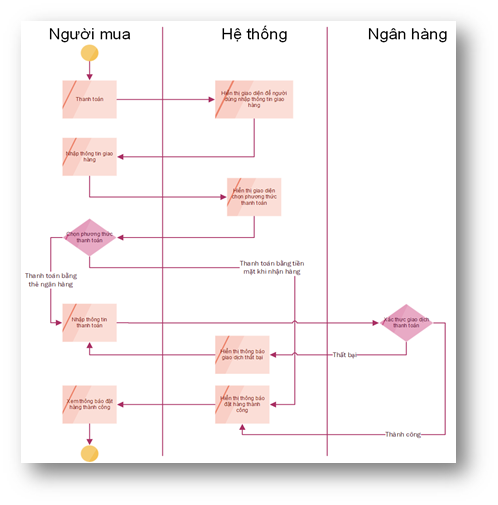 Người mua
Hệ thống
Ngân hàng
Thanh toán
Hiển thị giao diện để người
dùng nhập thông tin giao
hàng
Nhập thông tin giao
hàng
Hiển thị giao diện
chọn phương thức
thanh toán
Chọn phương thức
thanh toán
Thanh toán bằng tiền
mặt khi nhận hàng
Thanh toán bằng
thẻ ngân hàng
Nhập thông tin
thanh toán
Xác thực giao dịch
thanh toán
Hiển thị thông báo
giao dịch thất bại
Thất bại
Xem thông báo đặt
hàng thành công
Hiển thị thông báo
đặt hàng thành
công
Thành công